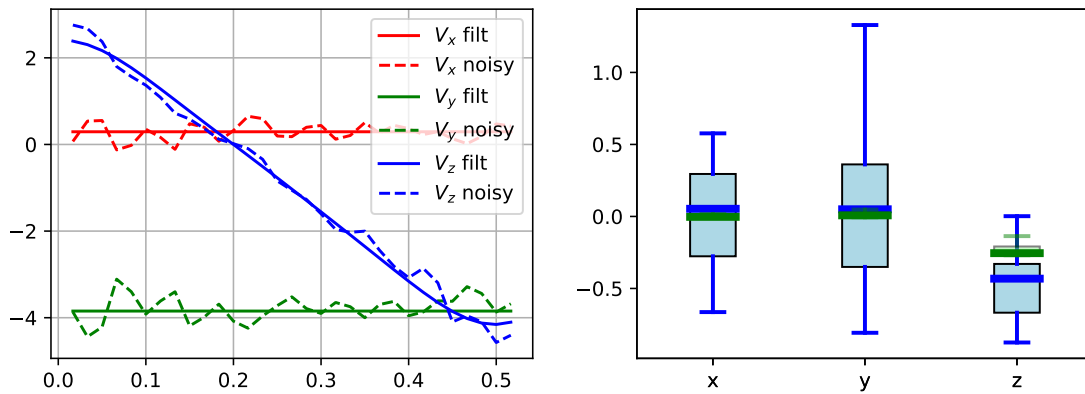 2
0
−2
−4
0.0 0.1 0.2 0.3 0.4 0.5
V_x filt
V_x noisy
V_y filt
V_y noisy
V_z filt
V_z noisy
1.0
0.5
0.0
−0.5
x y z